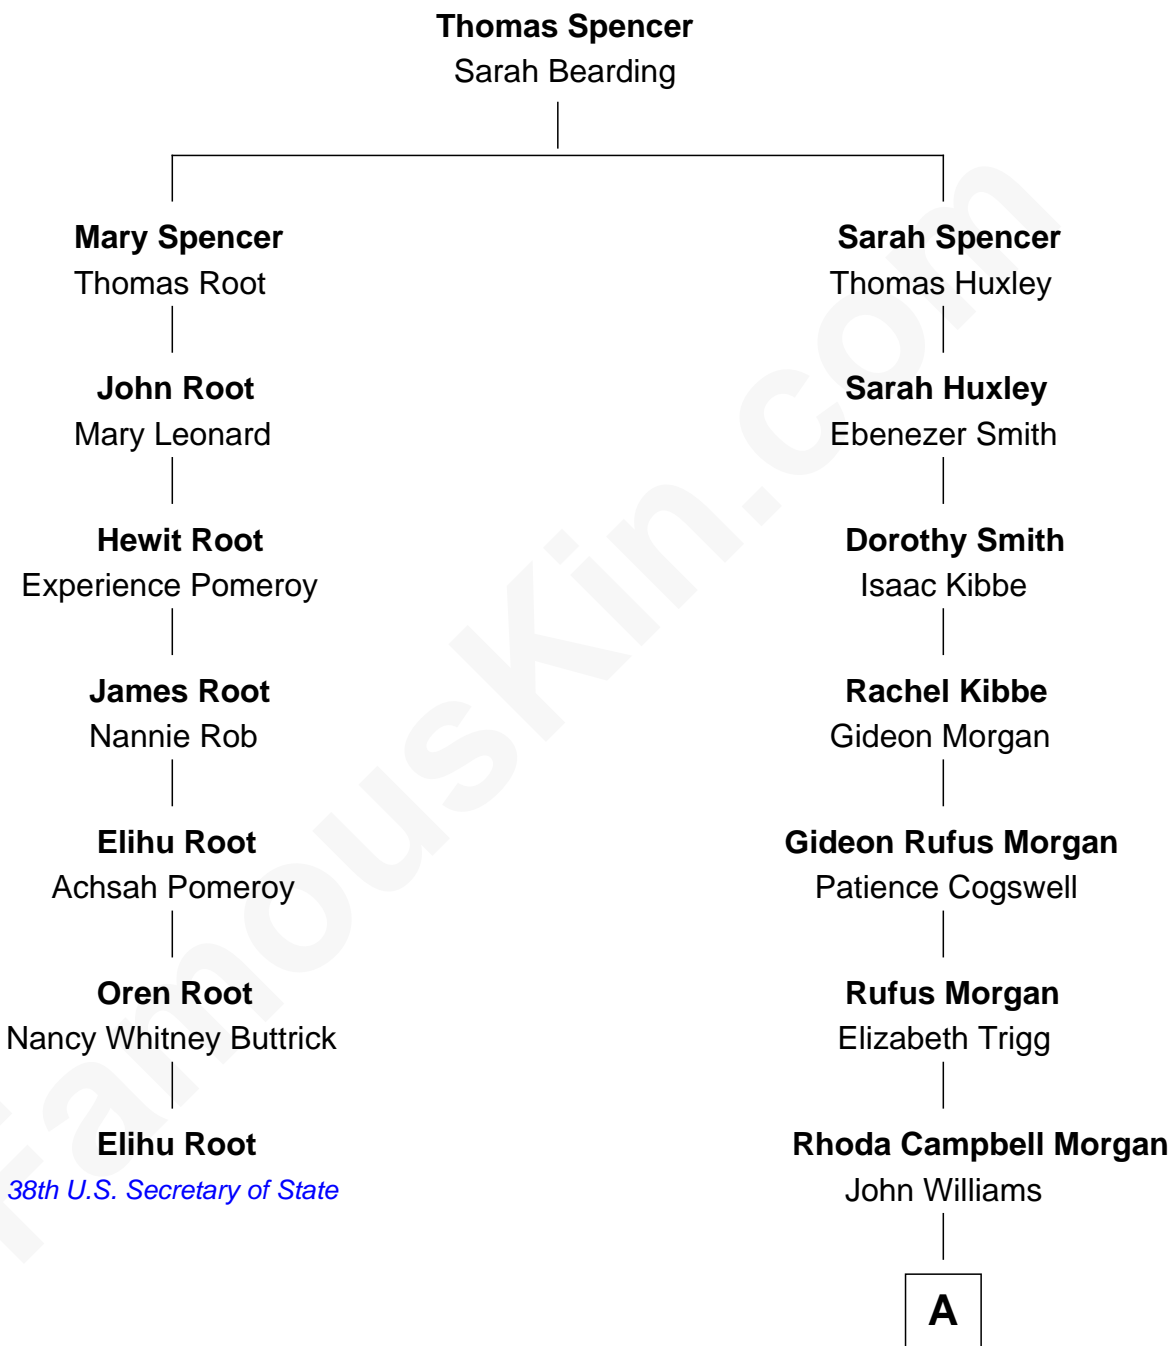 Thomas Spencer
Sarah Bearding
Mary Spencer
Thomas Root
John Root
Mary Leonard
Hewit Root
Experience Pomeroy
James Root
Nannie Rob
Elihu Root
Achsah Pomeroy
Oren Root
Nancy Whitney Buttrick
Elihu Root
38th U.S. Secretary of State
Sarah Spencer
Thomas Huxley
Sarah Huxley
Ebenezer Smith
Dorothy Smith
Isaac Kibbe
Rachel Kibbe
Gideon Morgan
Gideon Rufus Morgan
Patience Cogswell
Rufus Morgan
Elizabeth Trigg
Rhoda Campbell Morgan
John Williams
A
FamousKin.com